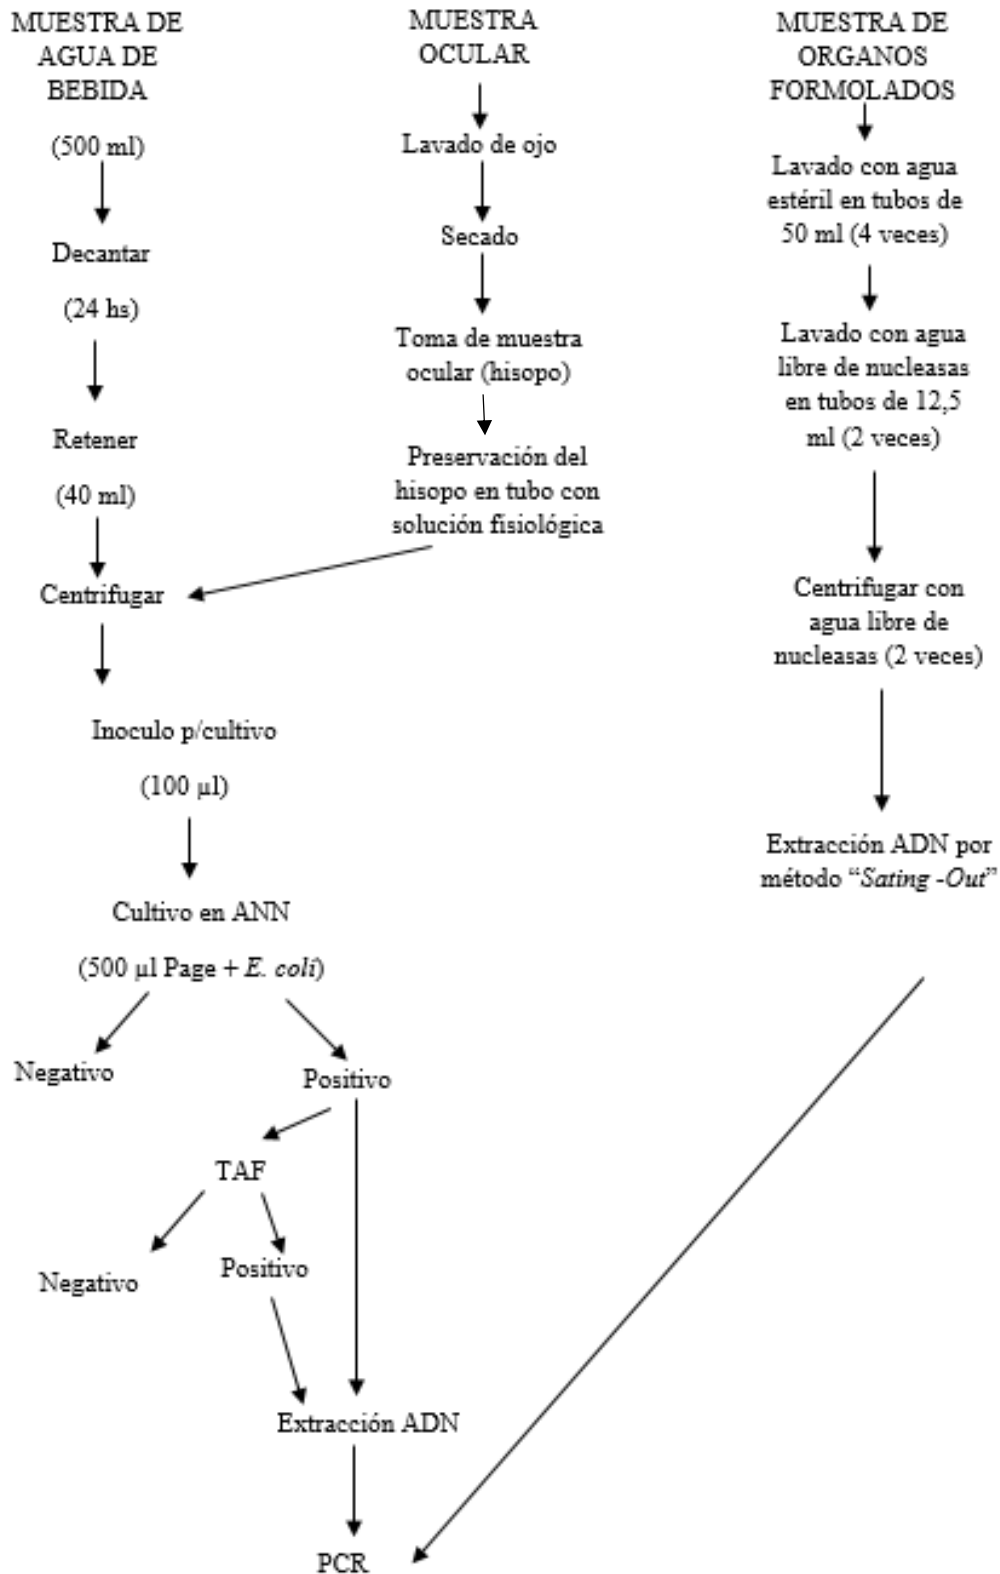 MUESTRA DE
AGUA DE
BEBIDA
(500 ml)
Decantar
(24 hs)
Retener
(40 ml)
Centrifugar
MUESTRA
OCULAR
Lavado de ojo
Secado
Toma de muestra
ocular (hisopo)
Preservación del
hisopo en tubo con
solución fisiológica
MUESTRA DE
ORGANOS
FORMOLADOS
Lavado con agua
estéril en tubos de
50 ml (4 veces)
Lavado con agua
libre de nucleasas
en tubos de 12,5
ml (2 veces)
Centrifugar con
agua libre de
nucleasas (2 veces)
Extracción ADN por
método “Sating -Out”
Inoculo p/cultivo
(100 µl)
Cultivo en ANN
(500 µl Page + E. coli)
Negativo
Positivo
TAF
Negativo
Positivo
Extracción ADN
PCR